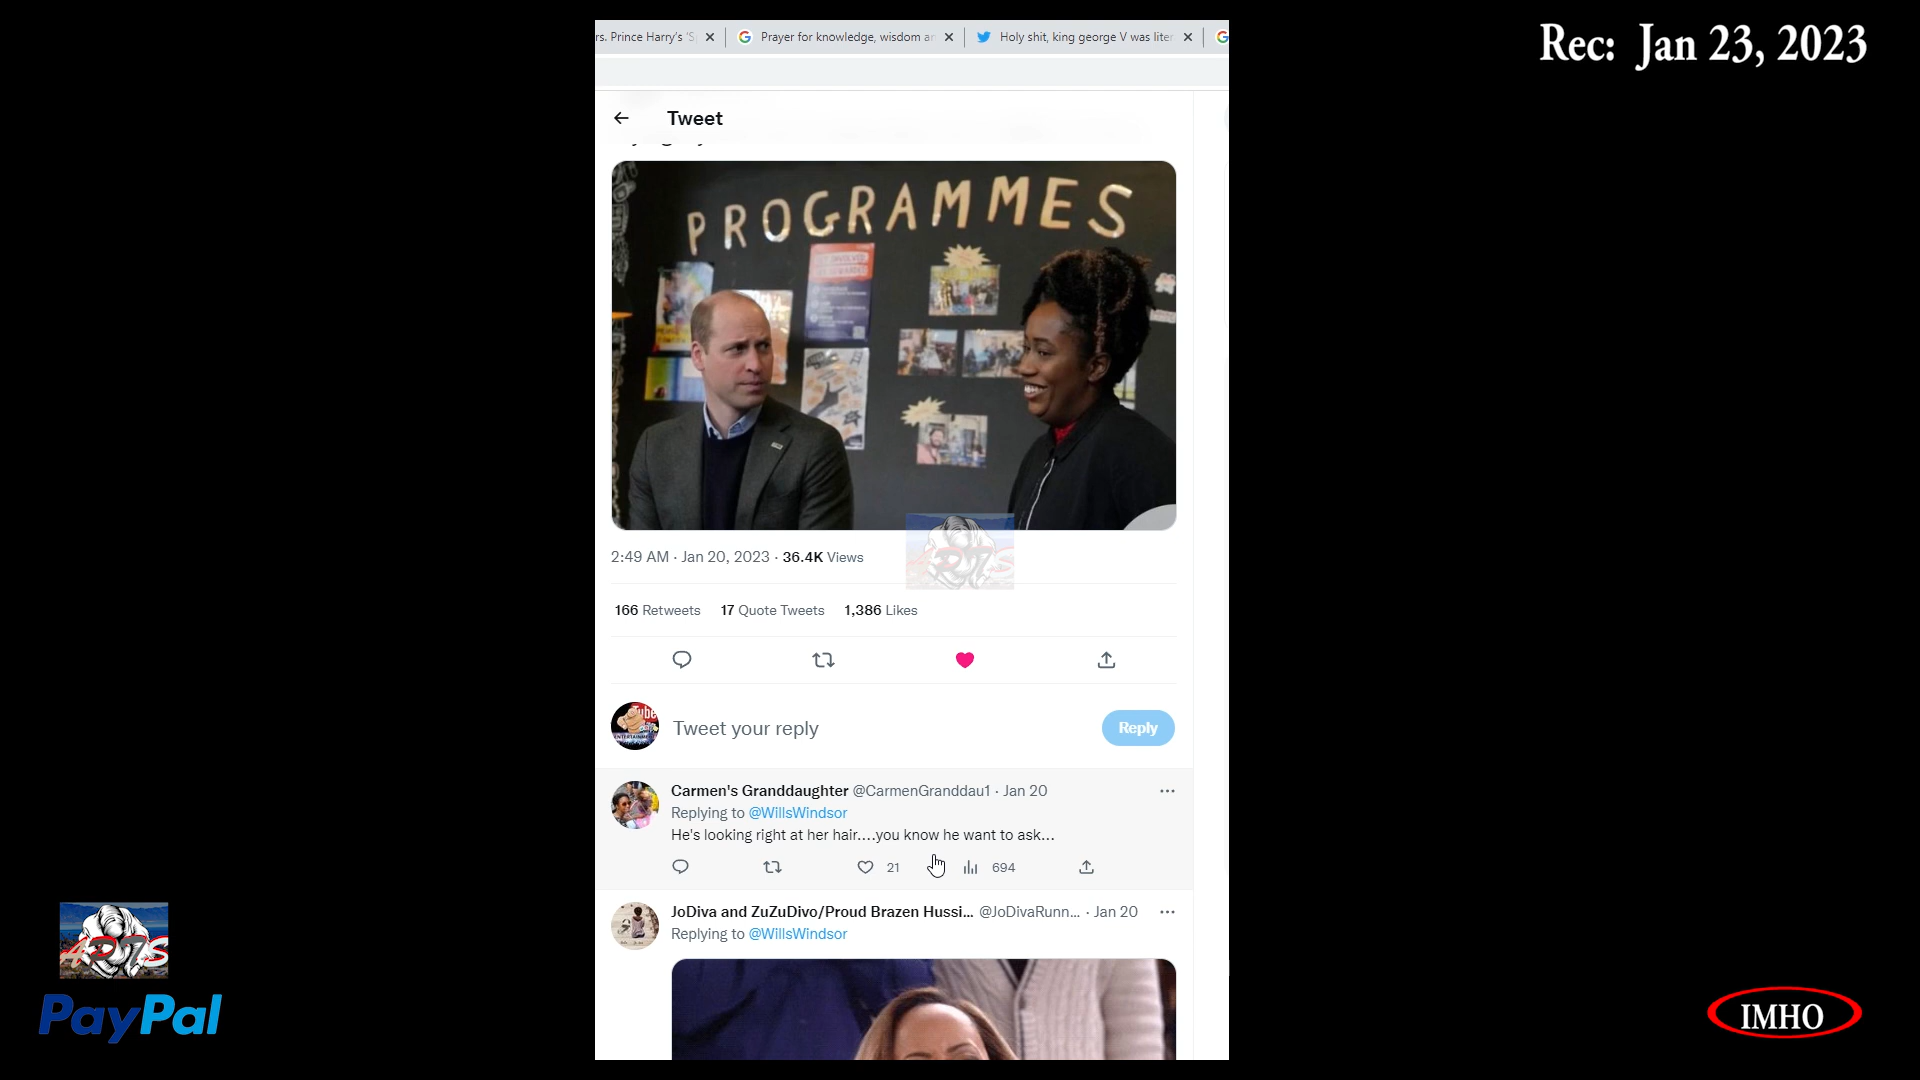 Rec: Jan 23, 2023
rs. Prince Harry's 'S
Prayer for knowledge, wisdom an
Holy shit, king george V was liter
Tweet
PROGRAMMES
2:49 AM · Jan 20, 2023 · 36.4K Views
166 Retweets 17 Quote Tweets 1,386 Likes
Tweet your reply
Reply
Carmen's Granddaughter @CarmenGranddau1 · Jan 20
Replying to @WillsWindsor
He's looking right at her hair....you know he want to ask...
21
694
JoDiva and ZuZuDivo/Proud Brazen Hussi... @JoDivaRunn... · Jan 20
Replying to @WillsWindsor
PayPal
IMHO